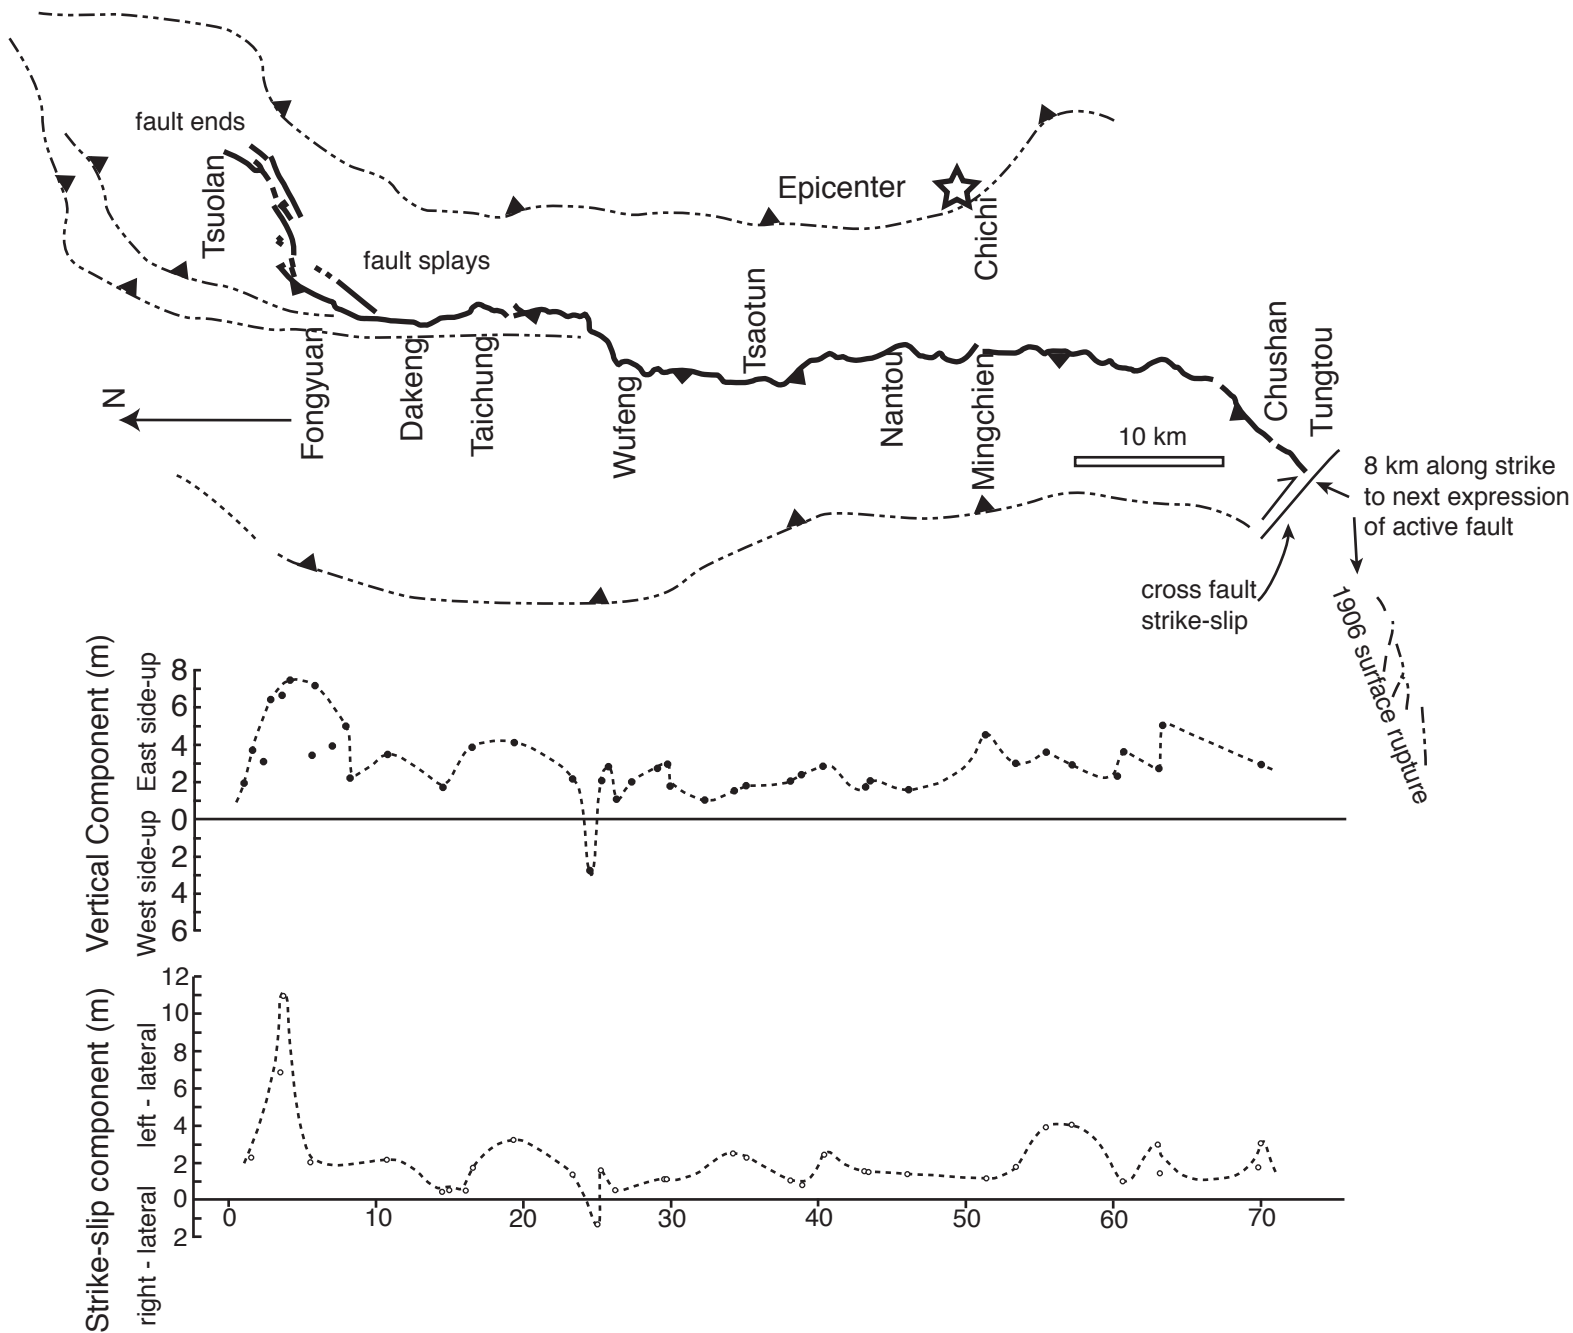 fault ends
Tsuolan
Epicenter
Chichi
fault splays
Tsaotun
Chushan
Tungtou
N
Fongyuan
Dakeng
Taichung
Wufeng
Nantou
Mingchien
10 km
8 km along strike
to next expression
of active fault
cross fault
strike-slip
1906 surface rupture
Vertical Component (m)
West side-up East side-up
8
6
4
2
0
2
4
6
Strike-slip component (m)
right - lateral left - lateral
12
10
8
6
4
2
0
2
0 10 20 30 40 50 60 70